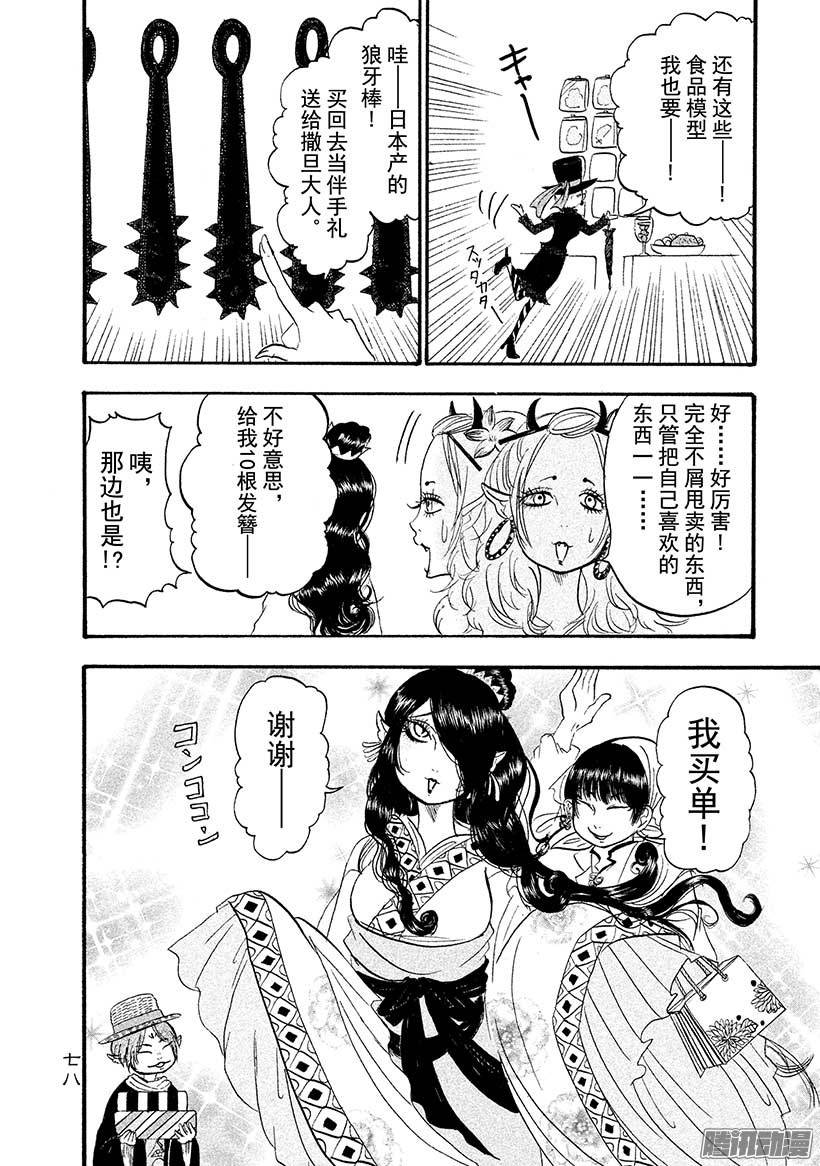 还有这些——！
食品模型
我也要——！
スッタカター
哇——日本产的
狼牙棒！
买回去当伴手礼
送给撒旦大人。
好……好厉害！
完全不屑甩卖的东西，
只管把自己喜欢的
东西一一……
不好意思，
给我10根发簪——
咦，
那边也是！？
我买单！
谢谢——
コンココン
七八
腾讯动漫